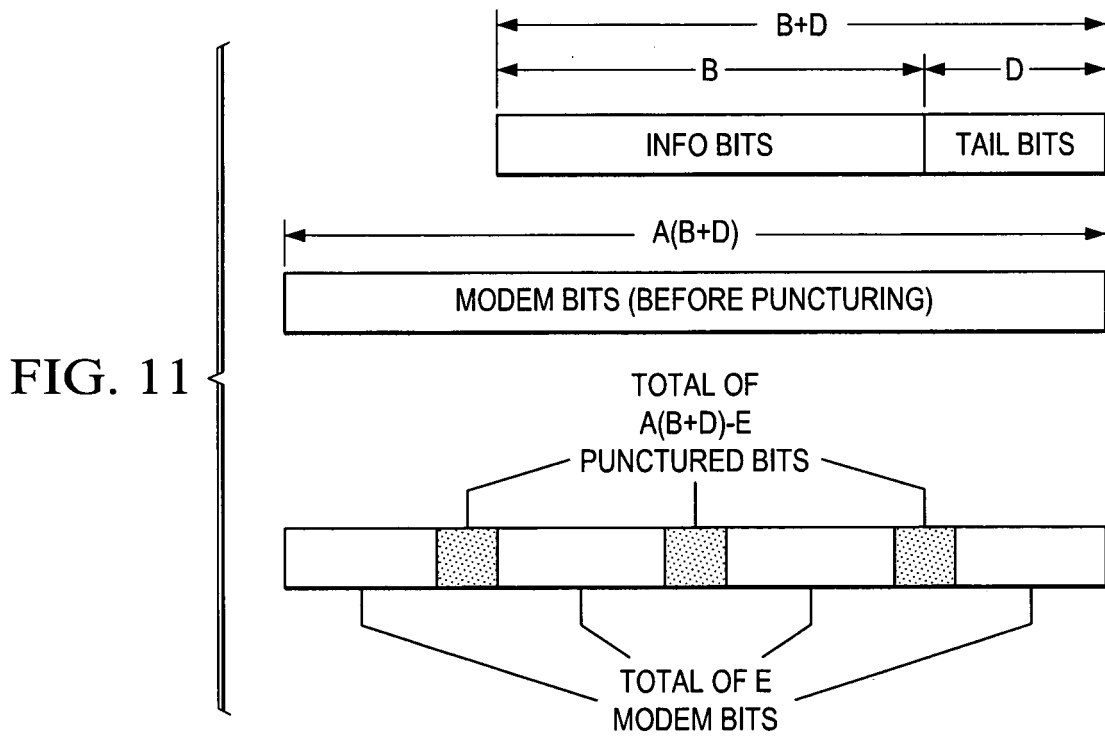 B+D
B
D
INFO BITS
TAIL BITS
A(B+D)
MODEM BITS (BEFORE PUNCTURING)
FIG. 11
TOTAL OF
A(B+D)-E
PUNCTURED BITS
TOTAL OF E
MODEM BITS